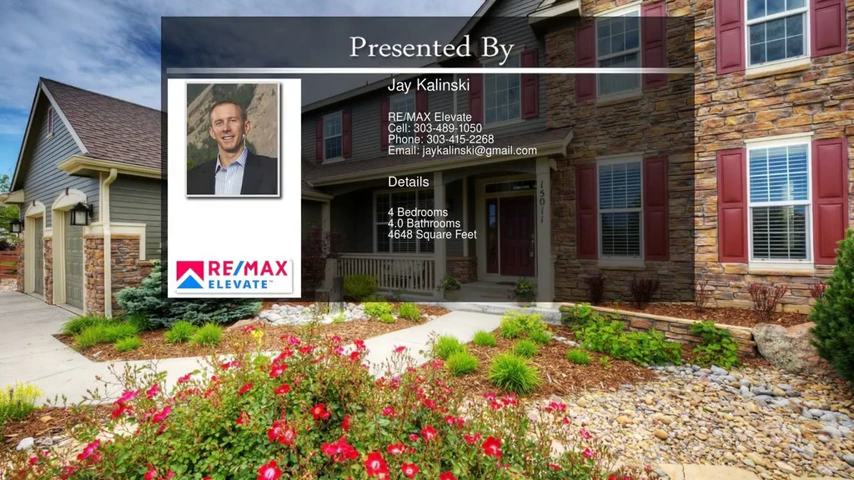 Presented By
Jay Kalinski
RE/MAX Elevate
Cell: 303-489-1050
Phone: 303-415-2268
Email: jaykalinski@gmail.com
Details
4 Bedrooms
4.0 Bathrooms
4648 Square Feet
RE/MAX
ELEVATE™
15011